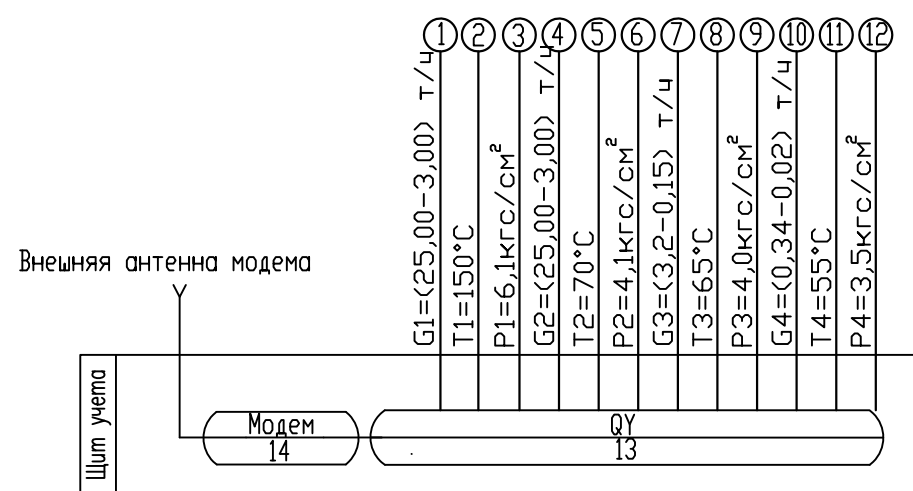 1 2 3 4 5 6 7 8 9 10 11 12
G1=(25,00-3,00) т/ч
T1=150°C
P1=6,1кгс/см²
G2=(25,00-3,00) т/ч
T2=70°C
P2=4,1кгс/см²
G3=(3,2-0,15) т/ч
T3=65°C
P3=4,0кгс/см²
G4=(0,34-0,02) т/ч
T4=55°C
P4=3,5кгс/см²
Внешняя антенна модема
Щит учета
Модем
14
QY
13